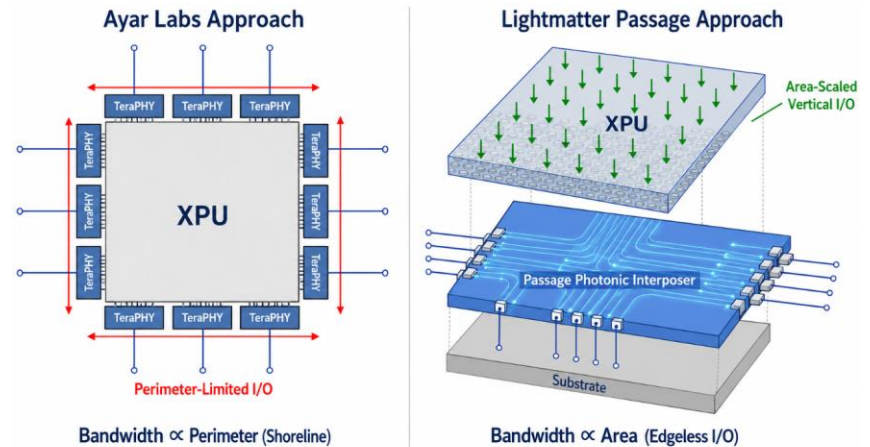 Ayar Labs Approach
TeraPHY
TeraPHY
TeraPHY
TeraPHY
TeraPHY
TeraPHY
XPU
TeraPHY
TeraPHY
TeraPHY
TeraPHY
TeraPHY
TeraPHY
Perimeter-Limited I/O
Bandwidth ∝ Perimeter (Shoreline)
Lightmatter Passage Approach
Area-Scaled
Vertical I/O
XPU
Passage Photonic Interposer
Substrate
Bandwidth ∝ Area (Edgeless I/O)